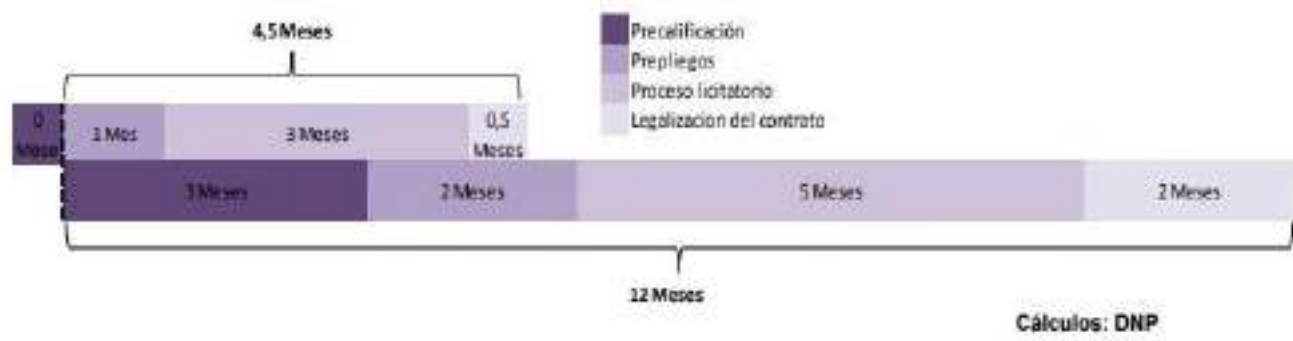 4,5 Meses
Precalificación
Prepliegos
Proceso licitatorio
Legalizacion del contrato
0
Mese
1 Mes
3 Meses
0,5
Meses
3 Meses
2 Meses
5 Meses
2 Meses
12 Meses
Cálculos: DNP